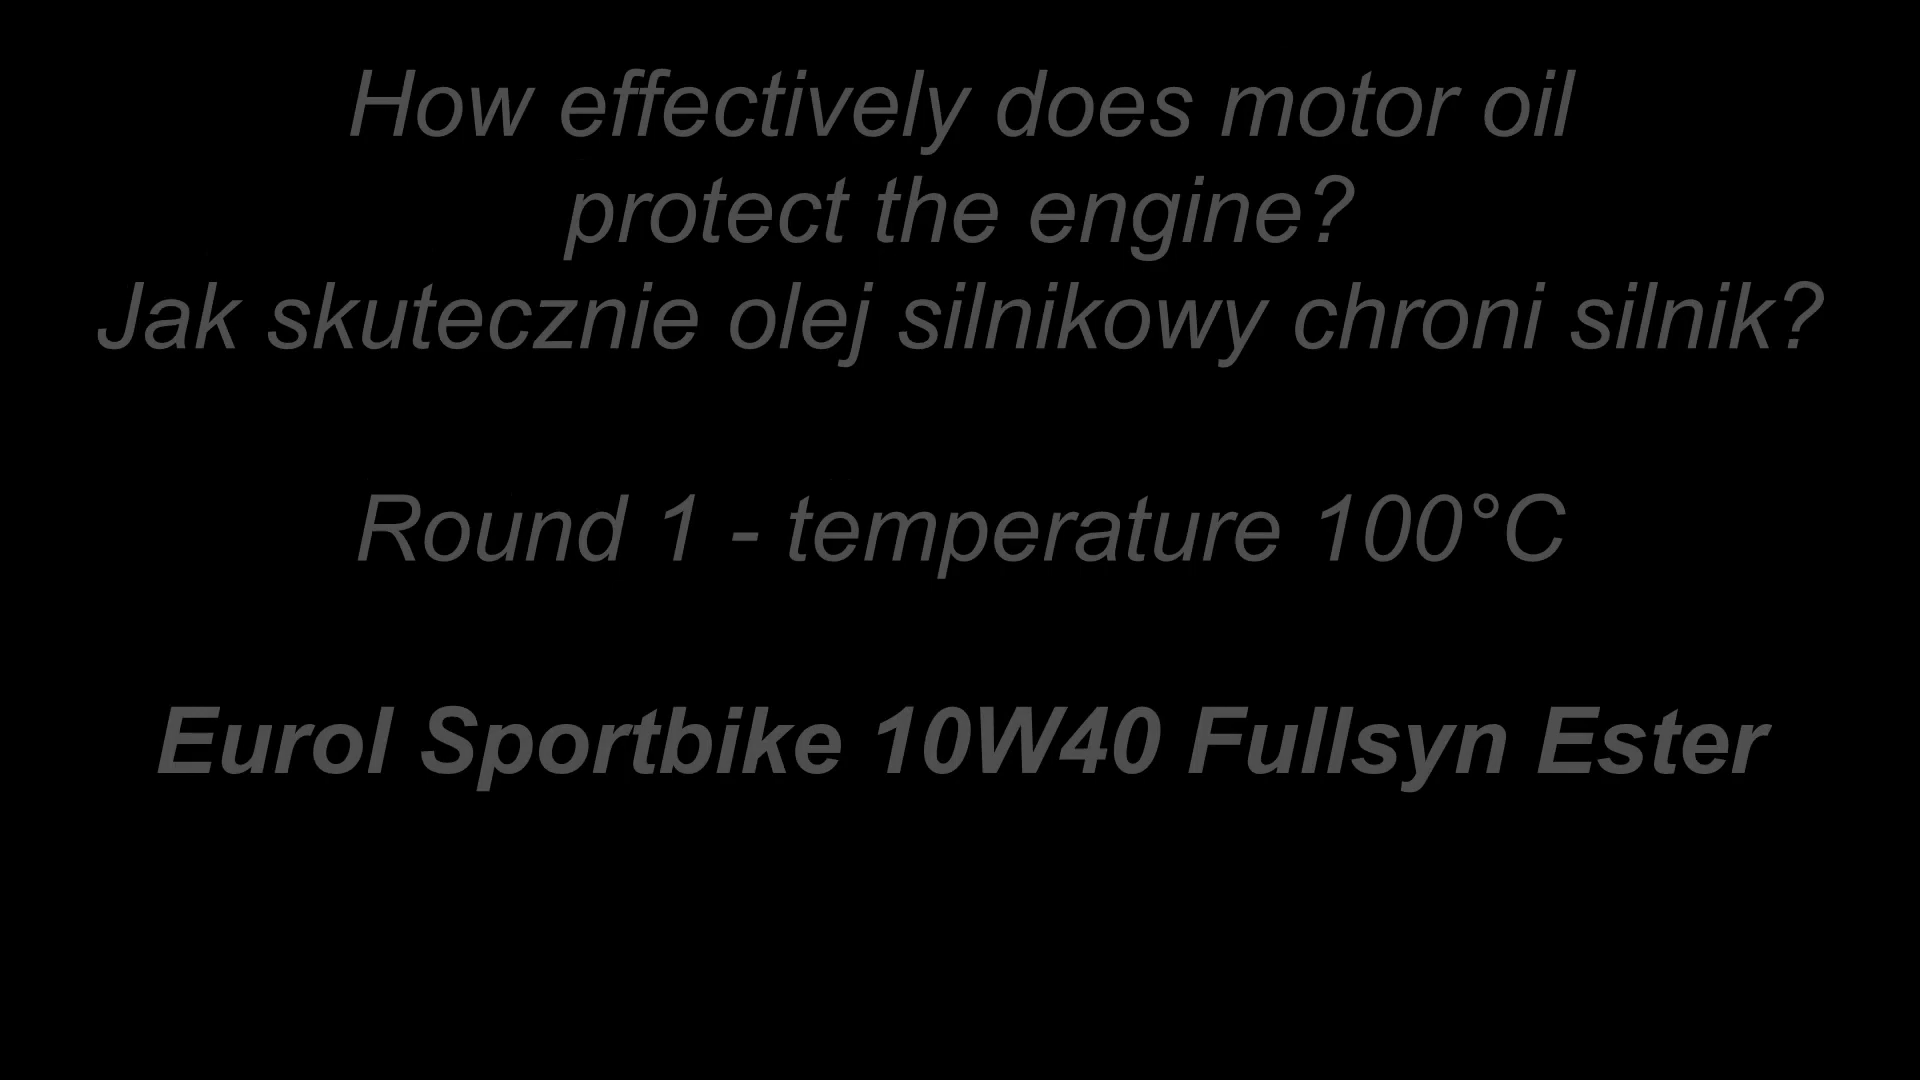 How effectively does motor oil
protect the engine?
Jak skutecznie olej silnikowy chroni silnik?
Round 1 - temperature 100°C
Eurol Sportbike 10W40 Fullsyn Ester